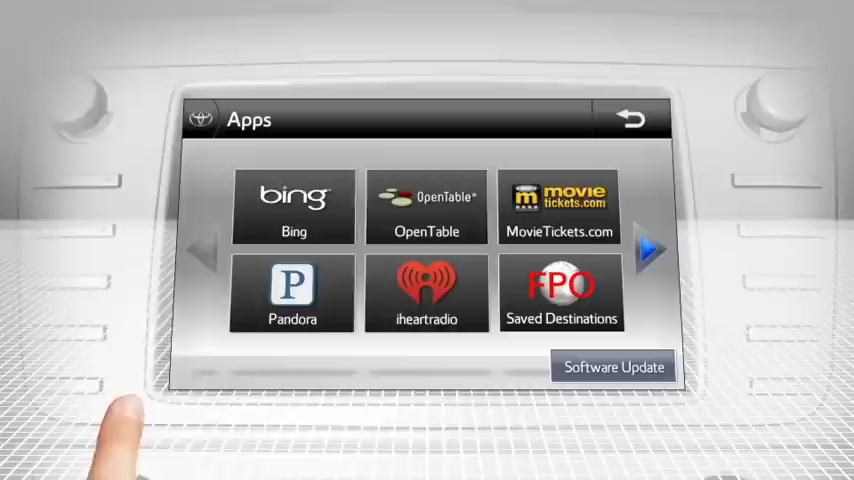 Apps
bing
OpenTable
movie
tickets.com
m
Bing
OpenTable
MovieTickets.com
P
FPO
Pandora
iheartradio
Saved Destinations
Software Update